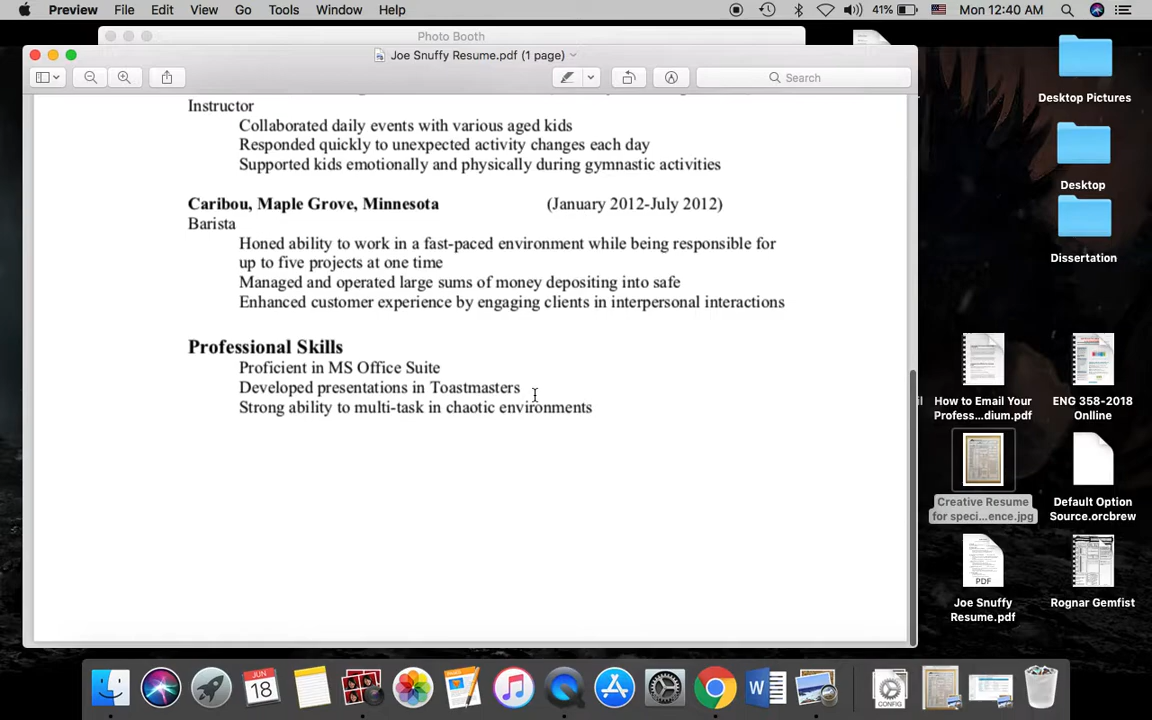 Preview File Edit View Go Tools Window Help 41% Mon 12:40 AM
Photo Booth
Joe Snuffy Resume.pdf (1 page)
Search
Instructor
Collaborated daily events with various aged kids
Responded quickly to unexpected activity changes each day
Supported kids emotionally and physically during gymnastic activities
Caribou, Maple Grove, Minnesota (January 2012-July 2012)
Barista
Honed ability to work in a fast-paced environment while being responsible for
up to five projects at one time
Managed and operated large sums of money depositing into safe
Enhanced customer experience by engaging clients in interpersonal interactions
Professional Skills
Proficient in MS Office Suite
Developed presentations in Toastmasters
Strong ability to multi-task in chaotic environments
Desktop Pictures
Desktop
Dissertation
How to Email Your
Profess...dium.pdf
ENG 358-2018
Onlline
Creative Resume
for speci...ence.jpg
Default Option
Source.orcbrew
PDF
Joe Snuffy
Resume.pdf
Rognar Gemfist
JUN
18
CONFIG